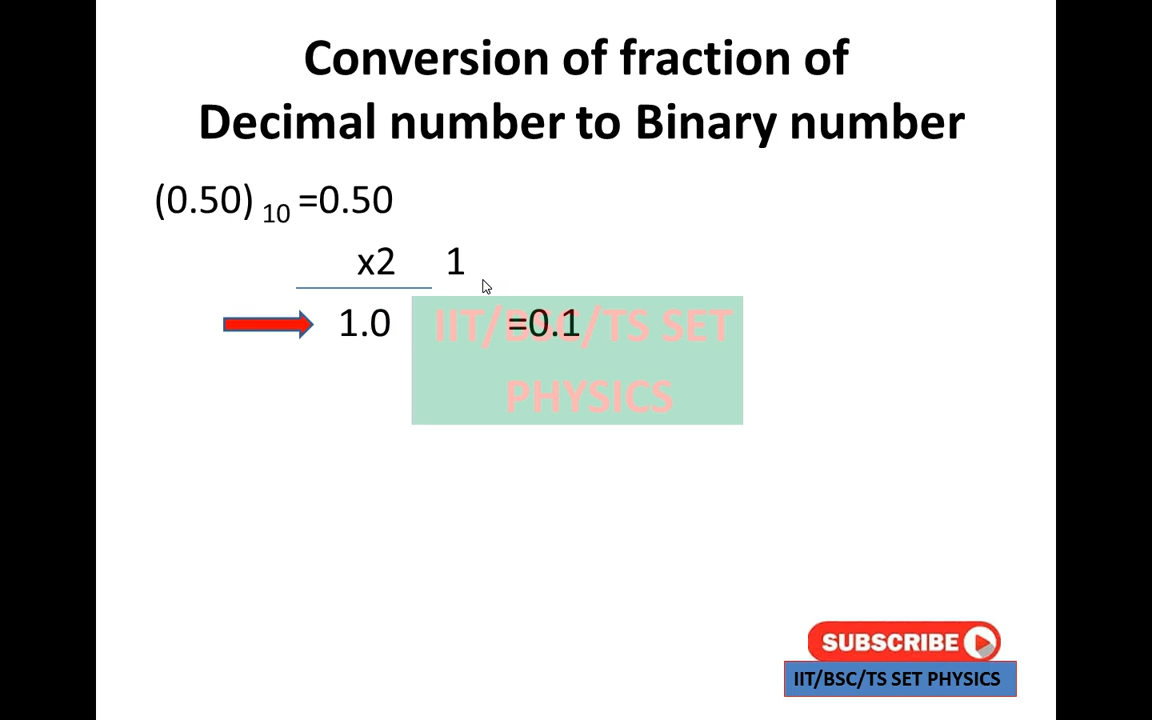 Conversion of fraction of
Decimal number to Binary number
(0.50) 10 =0.50
x2 1
1.0 =0.1
IIT/BSC/TS SET
PHYSICS
SUBSCRIBE
IIT/BSC/TS SET PHYSICS